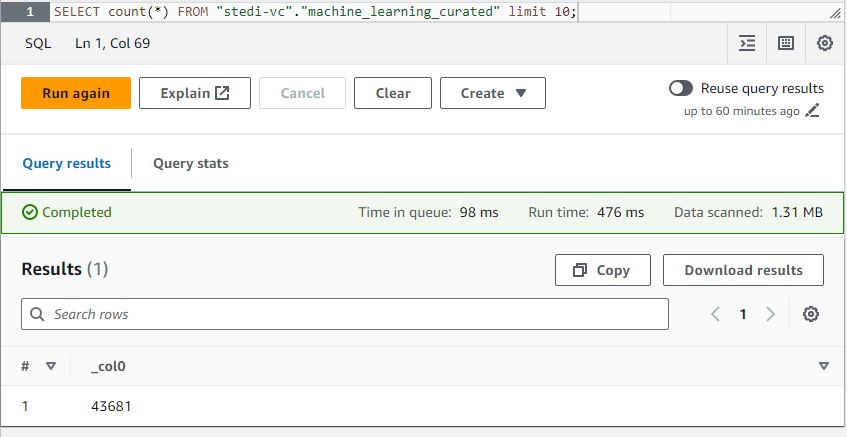 1 SELECT count(*) FROM "stedi-vc"."machine_learning_curated" limit 10;
SQL Ln 1, Col 69
Run again Explain Cancel Clear Create Reuse query results
up to 60 minutes ago
Query results Query stats
Completed Time in queue: 98 ms Run time: 476 ms Data scanned: 1.31 MB
Results (1) Copy Download results
Search rows 1
# _col0
1 43681